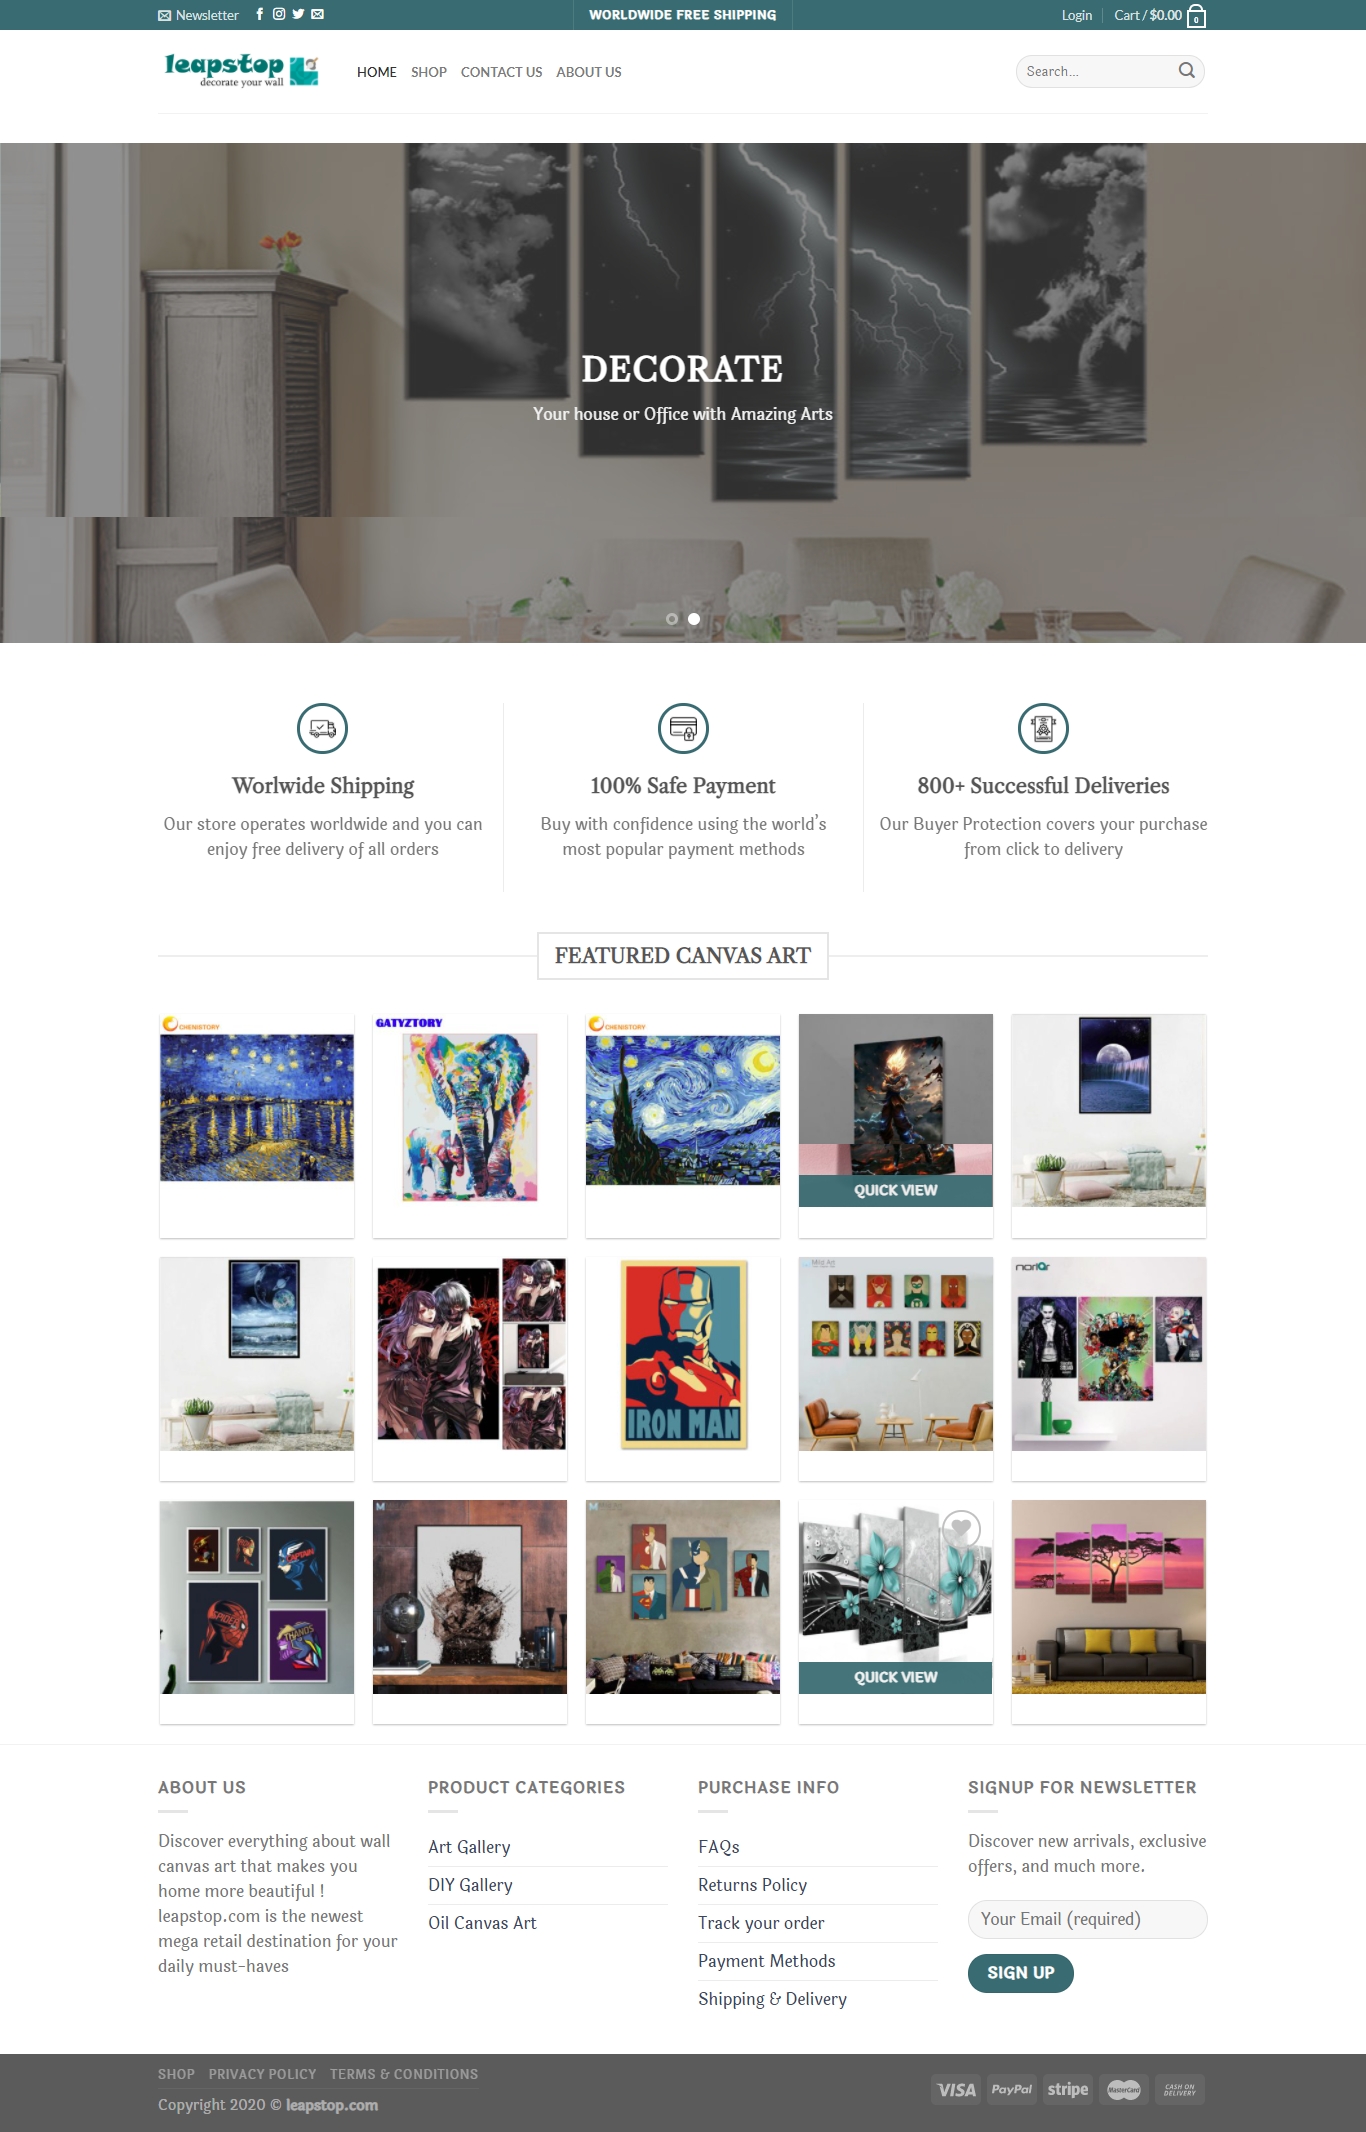 Newsletter
WORLDWIDE FREE SHIPPING
Login
Cart / $0.00
0
leapstop
decorate your wall
HOME
SHOP
CONTACT US
ABOUT US
Search...
DECORATE
Your house or Office with Amazing Arts
Worlwide Shipping
100% Safe Payment
800+ Successful Deliveries
Our store operates worldwide and you can
enjoy free delivery of all orders
Buy with confidence using the world's
most popular payment methods
Our Buyer Protection covers your purchase
from click to delivery
FEATURED CANVAS ART
CHENISTORY
GATYZTORY
CHENISTORY
QUICK VIEW
IRON MAN
Mild Art
CAPTAIN
SPIDER
THANOS
QUICK VIEW
ABOUT US
Discover everything about wall
canvas art that makes you
home more beautiful !
leapstop.com is the newest
mega retail destination for your
daily must-haves
PRODUCT CATEGORIES
Art Gallery
DIY Gallery
Oil Canvas Art
PURCHASE INFO
FAQs
Returns Policy
Track your order
Payment Methods
Shipping & Delivery
SIGNUP FOR NEWSLETTER
Discover new arrivals, exclusive
offers, and much more.
Your Email (required)
SIGN UP
SHOP
PRIVACY POLICY
TERMS & CONDITIONS
Copyright 2020 © leapstop.com
VISA
PayPal
stripe
MasterCard
CASH ON
DELIVERY